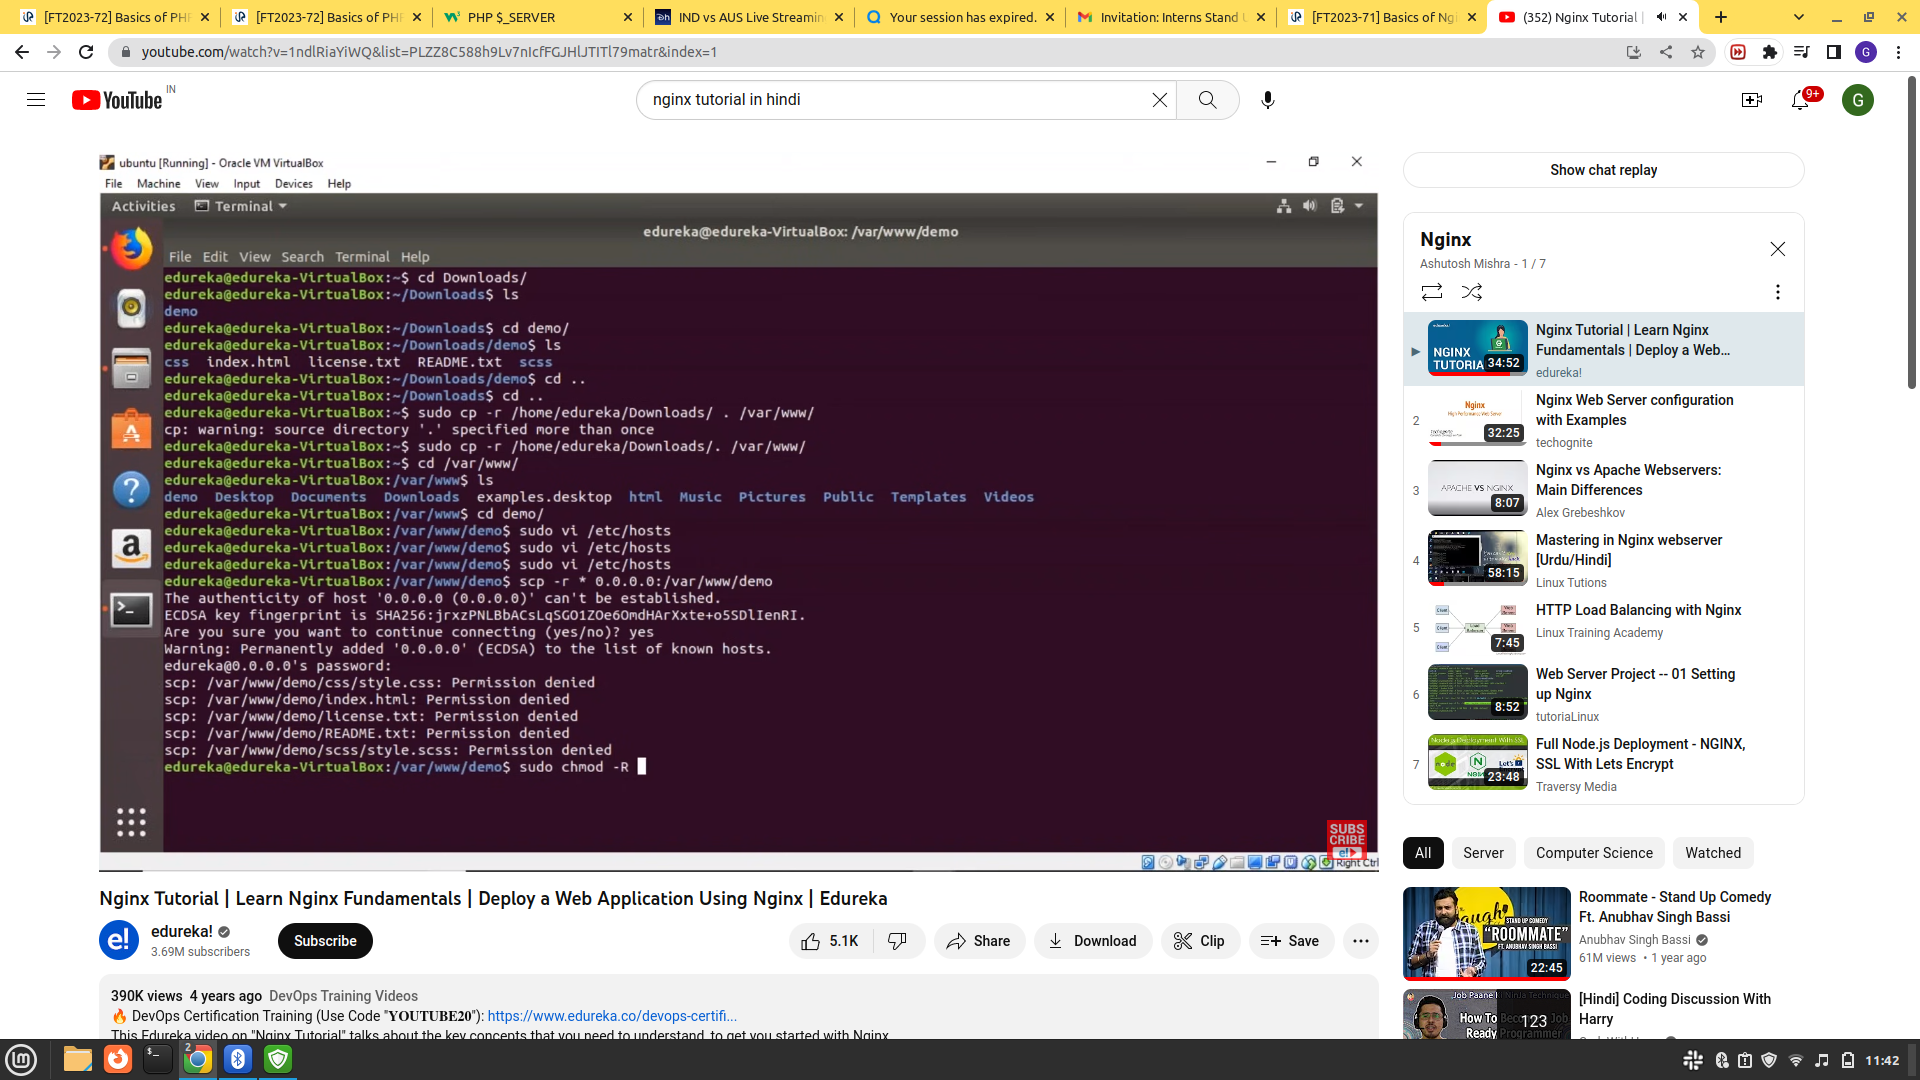 [FT2023-72] Basics of PHP
[FT2023-72] Basics of PHP
PHP $_SERVER
IND vs AUS Live Streamin
Your session has expired.
Invitation: Interns Stand U
[FT2023-71] Basics of Ng
(352) Nginx Tutorial |
youtube.com/watch?v=1ndlRiaYiWQ&list=PLZZ8C588h9Lv7nIcfFGJHlJTITl79matr&index=1
G
YouTube IN
nginx tutorial in hindi
9+
G
ubuntu [Running] - Oracle VM VirtualBox
File Machine View Input Devices Help
Activities Terminal
edureka@edureka-VirtualBox: /var/www/demo
File Edit View Search Terminal Help
edureka@edureka-VirtualBox:~$ cd Downloads/
edureka@edureka-VirtualBox:~/Downloads$ ls
demo
edureka@edureka-VirtualBox:~/Downloads$ cd demo/
edureka@edureka-VirtualBox:~/Downloads/demo$ ls
css index.html license.txt README.txt scss
edureka@edureka-VirtualBox:~/Downloads/demo$ cd ..
edureka@edureka-VirtualBox:~/Downloads$ cd ..
edureka@edureka-VirtualBox:~$ sudo cp -r /home/edureka/Downloads/ . /var/www/
cp: warning: source directory '.' specified more than once
edureka@edureka-VirtualBox:~$ sudo cp -r /home/edureka/Downloads/. /var/www/
edureka@edureka-VirtualBox:~$ cd /var/www/
edureka@edureka-VirtualBox:/var/www$ ls
demo Desktop Documents Downloads examples.desktop html Music Pictures Public Templates Videos
edureka@edureka-VirtualBox:/var/www$ cd demo/
edureka@edureka-VirtualBox:/var/www/demo$ sudo vi /etc/hosts
edureka@edureka-VirtualBox:/var/www/demo$ sudo vi /etc/hosts
edureka@edureka-VirtualBox:/var/www/demo$ sudo vi /etc/hosts
edureka@edureka-VirtualBox:/var/www/demo$ scp -r * 0.0.0.0:/var/www/demo
The authenticity of host '0.0.0.0 (0.0.0.0)' can't be established.
ECDSA key fingerprint is SHA256:jrxzPNLBbACsLqSGO1ZOe6OmdHArXxte+o5SDlIenRI.
Are you sure you want to continue connecting (yes/no)? yes
Warning: Permanently added '0.0.0.0' (ECDSA) to the list of known hosts.
edureka@0.0.0.0's password:
scp: /var/www/demo/css/style.css: Permission denied
scp: /var/www/demo/index.html: Permission denied
scp: /var/www/demo/license.txt: Permission denied
scp: /var/www/demo/README.txt: Permission denied
scp: /var/www/demo/scss/style.scss: Permission denied
edureka@edureka-VirtualBox:/var/www/demo$ sudo chmod -R
SUBS
CRIBE
e!
Right Ctrl
Nginx Tutorial | Learn Nginx Fundamentals | Deploy a Web Application Using Nginx | Edureka
e!
edureka!
3.69M subscribers
Subscribe
5.1K
Share
Download
Clip
Save
390K views 4 years ago DevOps Training Videos
🔥 DevOps Certification Training (Use Code "𝐘𝐎𝐔𝐓𝐔𝐁𝐄𝟐𝟎"): https://www.edureka.co/devops-certifi...
This Edureka video on "Nginx Tutorial" talks about the key concepts that you need to understand, to get you started with Nginx.
Show chat replay
Nginx
Ashutosh Mishra - 1 / 7
NGINX
TUTORIA
34:52
Nginx Tutorial | Learn Nginx
Fundamentals | Deploy a Web...
edureka!
2
Nginx
32:25
Nginx Web Server configuration
with Examples
techognite
3
APACHE VS NGINX
8:07
Nginx vs Apache Webservers:
Main Differences
Alex Grebeshkov
4
58:15
Mastering in Nginx webserver
[Urdu/Hindi]
Linux Tutions
5
7:45
HTTP Load Balancing with Nginx
Linux Training Academy
6
8:52
Web Server Project -- 01 Setting
up Nginx
tutoriaLinux
7
Node.js Deployment With SSL
23:48
Full Node.js Deployment - NGINX,
SSL With Lets Encrypt
Traversy Media
All
Server
Computer Science
Watched
STAND UP COMEDY
"ROOMMATE"
FT. ANUBHAV SINGH BASSI
22:45
Roommate - Stand Up Comedy
Ft. Anubhav Singh Bassi
Anubhav Singh Bassi
61M views • 1 year ago
Job Paane
How To
Ready
123
[Hindi] Coding Discussion With
Harry
2
11:42